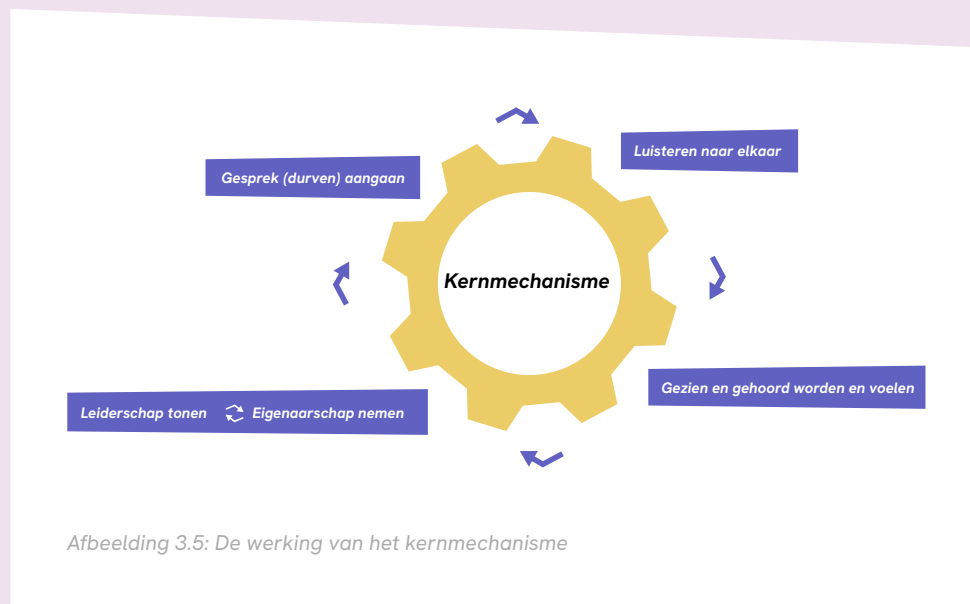 Gesprek (durven) aangaan
Luisteren naar elkaar
Kernmechanisme
Gezien en gehoord worden en voelen
Leiderschap tonen Eigenaarschap nemen
Afbeelding 3.5: De werking van het kernmechanisme